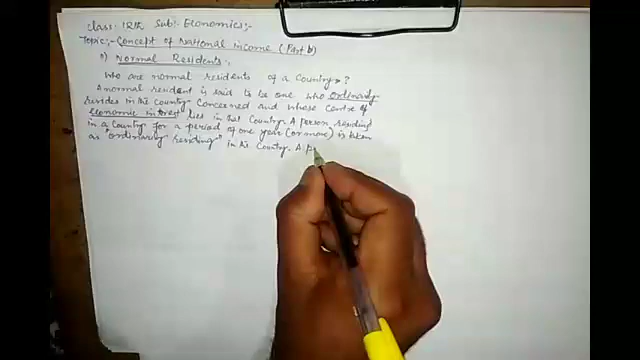 Class: 12th Sub:- Economics:-
Topic:- Concept of National Income (Part b)
Normal Residents:-
Who are normal residents of a Country?
A normal resident is said to be one who ordinarily
resides in the country concerned and whose centre of
economic interest lies in that Country. A person residing
in a Country for a period of one year (or more) is taken
as "ordinarily residing" in the Country. A pe